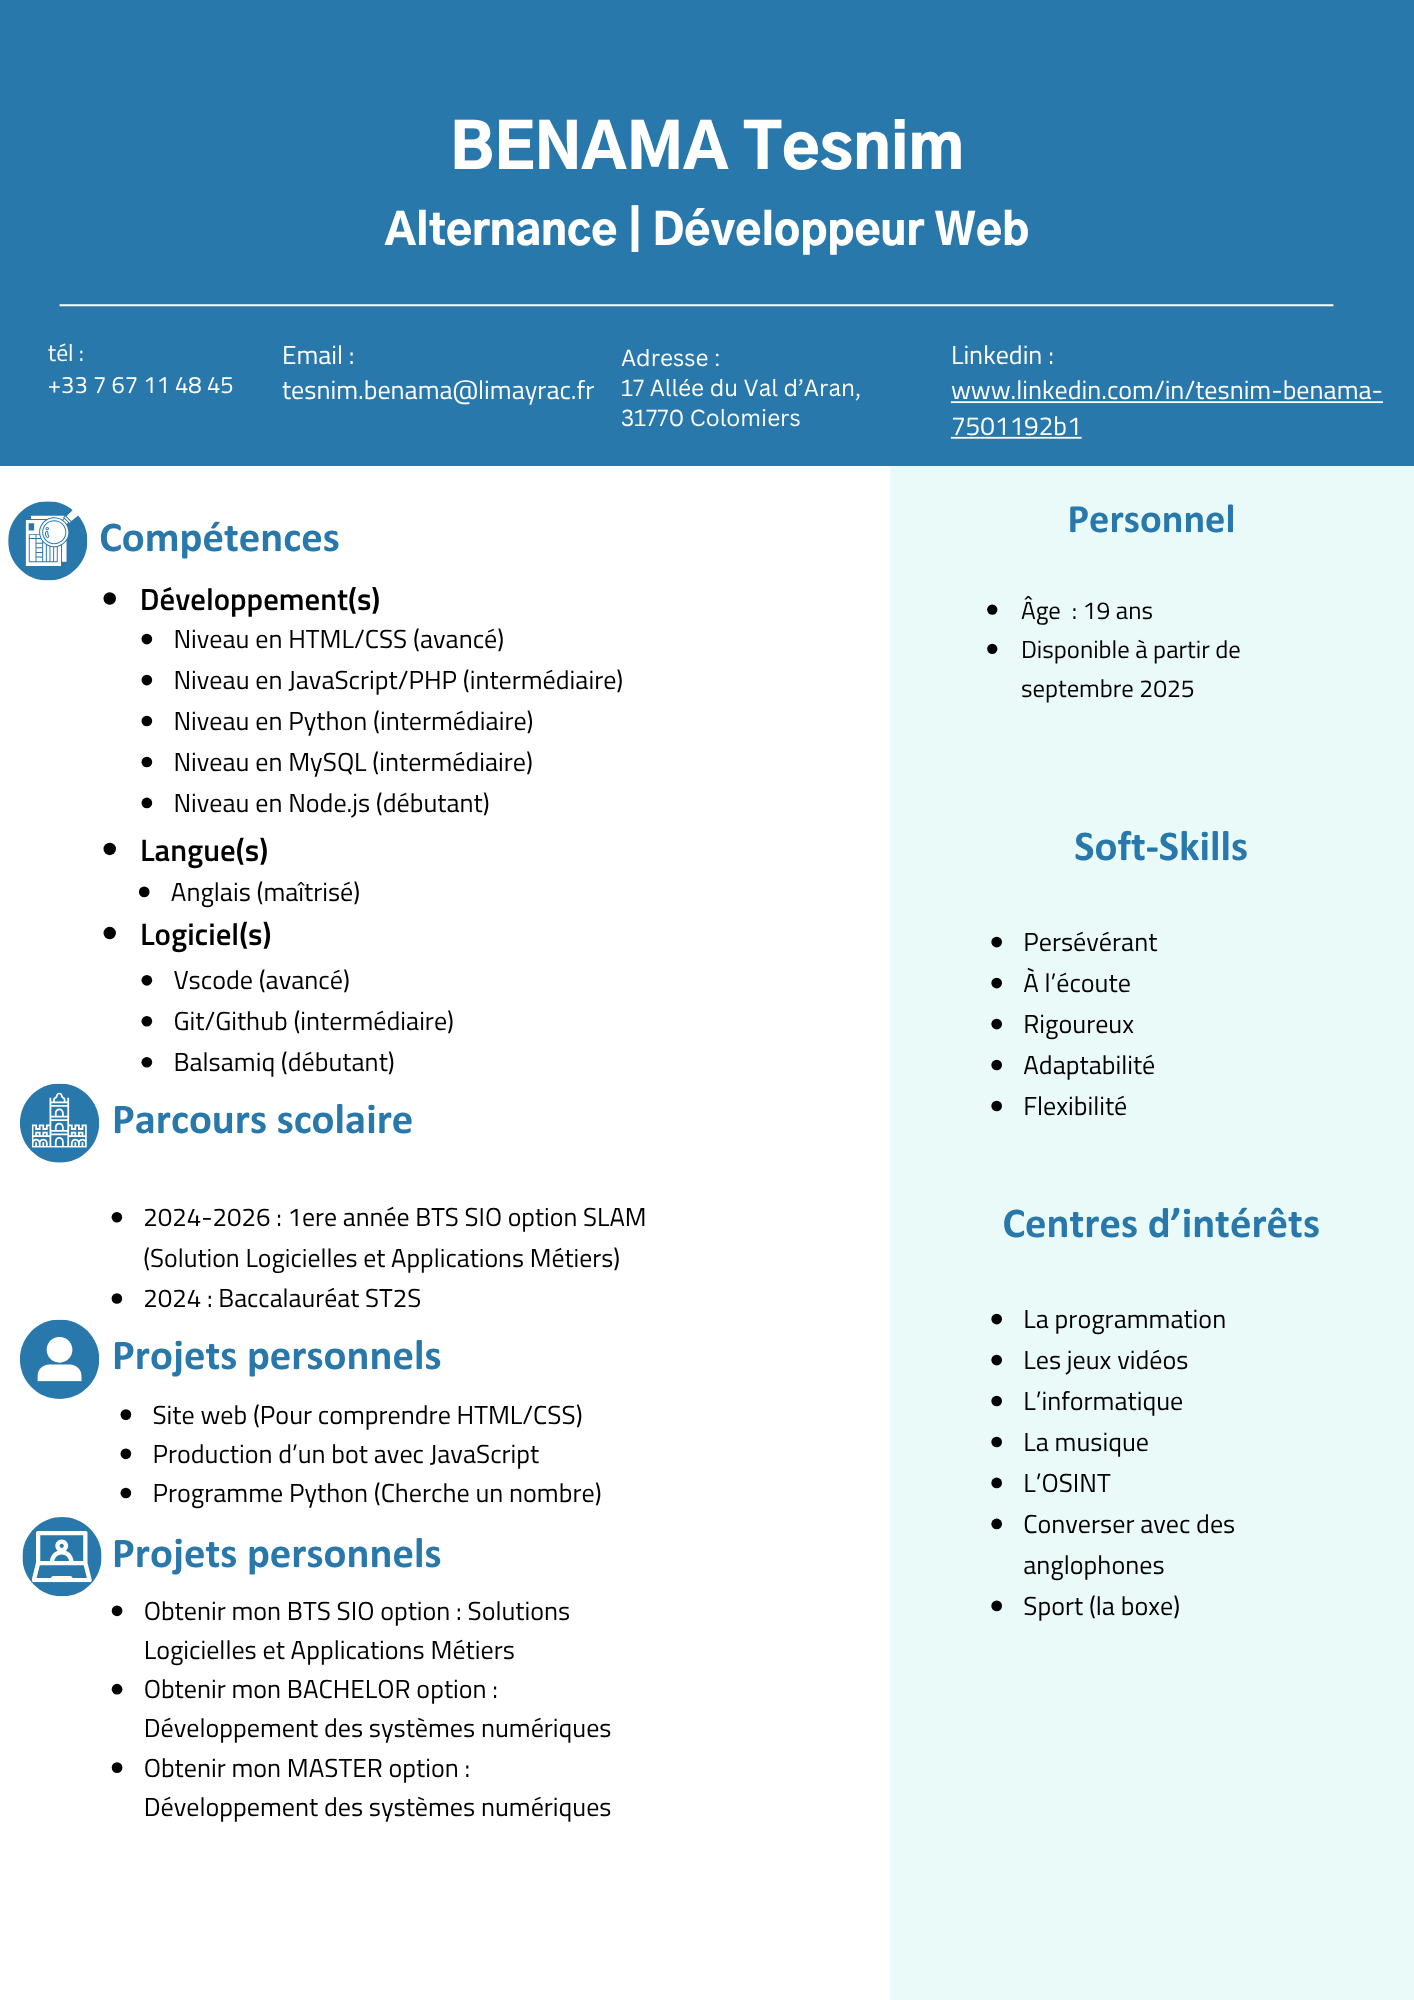 BENAMA Tesnim
Alternance | Développeur Web
tél :
+33 7 67 11 48 45
Email :
tesnim.benama@limayrac.fr
Adresse :
17 Allée du Val d’Aran,
31770 Colomiers
Linkedin :
www.linkedin.com/in/tesnim-benama-
7501192b1
Compétences
Développement(s)
Niveau en HTML/CSS (avancé)
Niveau en JavaScript/PHP (intermédiaire)
Niveau en Python (intermédiaire)
Niveau en MySQL (intermédiaire)
Niveau en Node.js (débutant)
Langue(s)
Anglais (maîtrisé)
Logiciel(s)
Vscode (avancé)
Git/Github (intermédiaire)
Balsamiq (débutant)
Parcours scolaire
2024-2026 : 1ere année BTS SIO option SLAM
(Solution Logicielles et Applications Métiers)
2024 : Baccalauréat ST2S
Projets personnels
Site web (Pour comprendre HTML/CSS)
Production d’un bot avec JavaScript
Programme Python (Cherche un nombre)
Projets personnels
Obtenir mon BTS SIO option : Solutions
Logicielles et Applications Métiers
Obtenir mon BACHELOR option :
Développement des systèmes numériques
Obtenir mon MASTER option :
Développement des systèmes numériques
Personnel
Âge  : 19 ans
Disponible à partir de
septembre 2025
Soft-Skills
Persévérant
À l’écoute
Rigoureux
Adaptabilité
Flexibilité
Centres d’intérêts
La programmation
Les jeux vidéos
L’informatique
La musique
L’OSINT
Converser avec des
anglophones
Sport (la boxe)